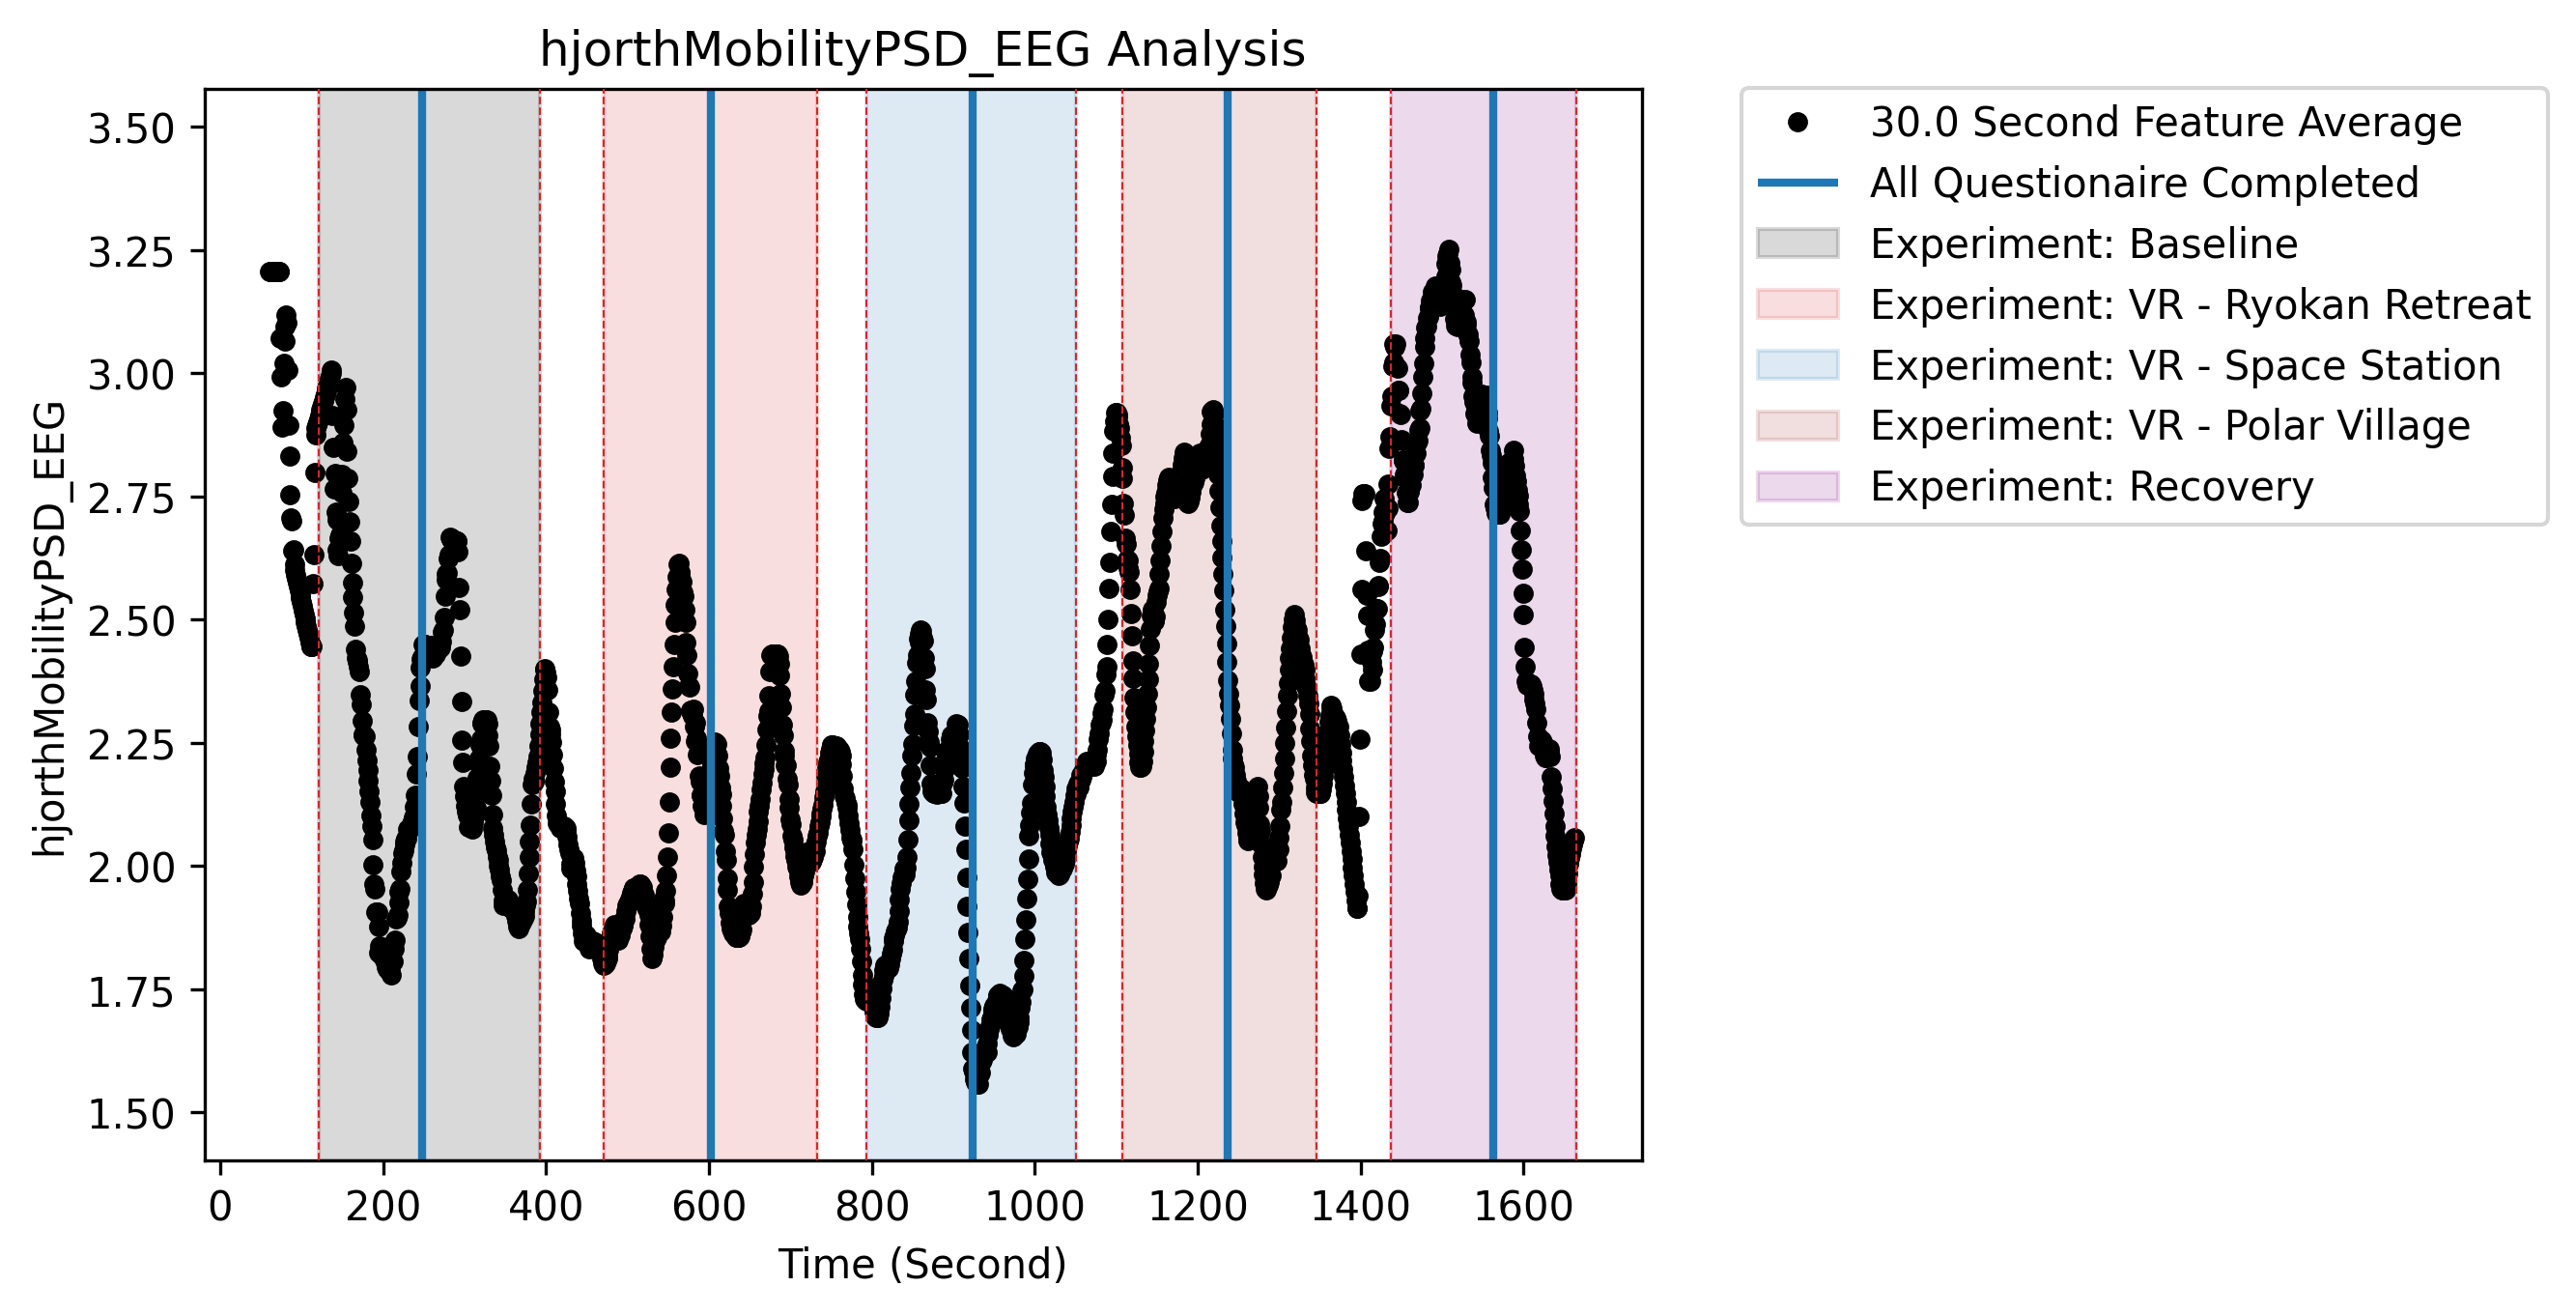 hjorthMobilityPSD_EEG Analysis
hjorthMobilityPSD_EEG
3.50
3.25
3.00
2.75
2.50
2.25
2.00
1.75
1.50
0 200 400 600 800 1000 1200 1400 1600
Time (Second)
30.0 Second Feature Average
All Questionaire Completed
Experiment: Baseline
Experiment: VR - Ryokan Retreat
Experiment: VR - Space Station
Experiment: VR - Polar Village
Experiment: Recovery